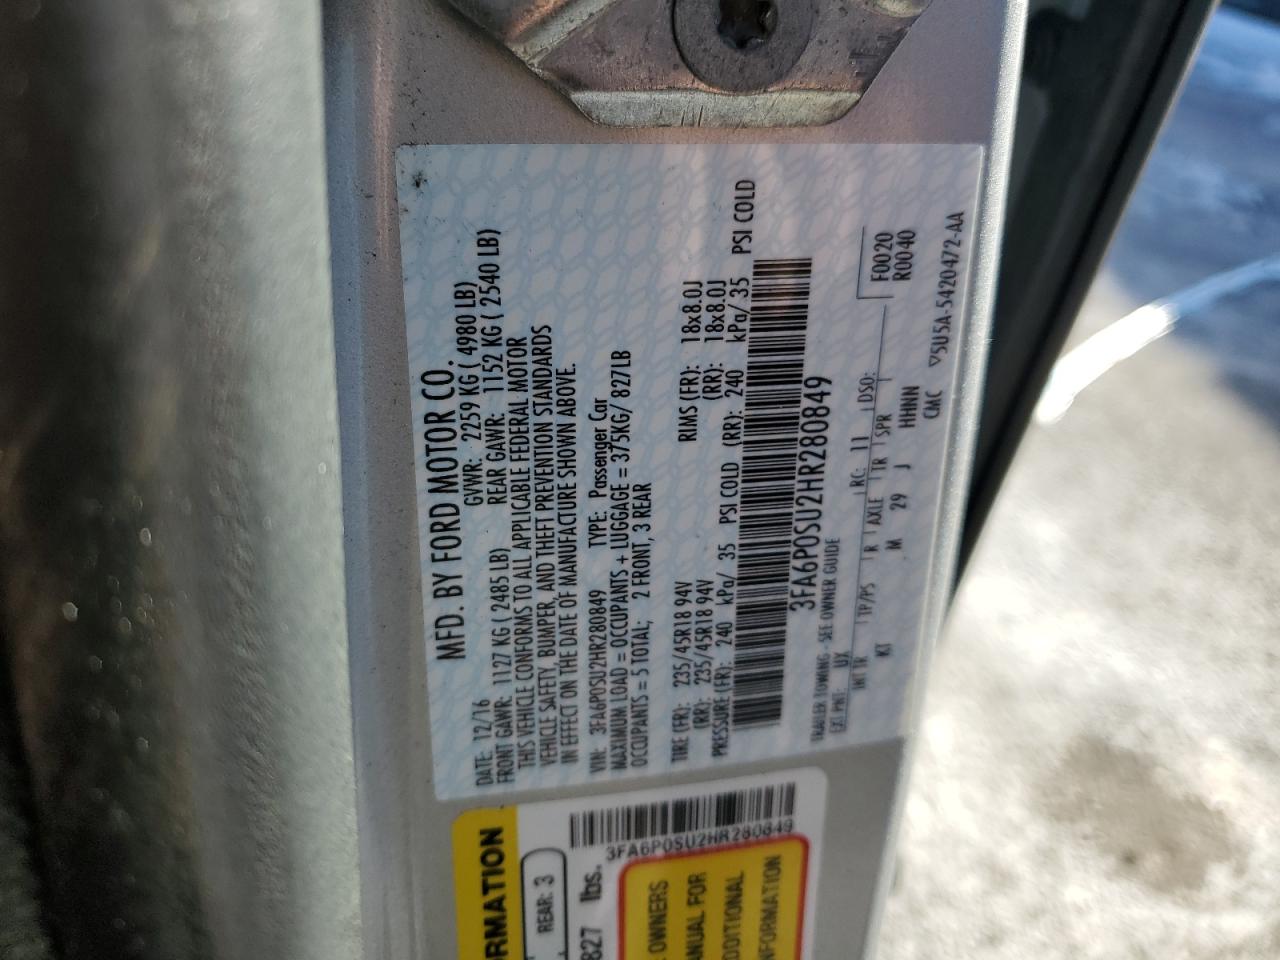 MFD. BY FORD MOTOR CO.
DATE: 12/16 GVWR: 2259 KG ( 4980 LB)
FRONT GAWR: 1127 KG ( 2485 LB) REAR GAWR: 1152 KG ( 2540 LB)
THIS VEHICLE CONFORMS TO ALL APPLICABLE FEDERAL MOTOR
VEHICLE SAFETY, BUMPER, AND THEFT PREVENTION STANDARDS
IN EFFECT ON THE DATE OF MANUFACTURE SHOWN ABOVE.
VIN: 3FA6P0SU2HR280849 TYPE: Passenger Car
MAXIMUM LOAD = OCCUPANTS + LUGGAGE = 375KG/ 827LB
OCCUPANTS = 5 TOTAL; 2 FRONT, 3 REAR
TIRE (FR): 235/45R18 94V RIMS (FR): 18x8.0J
(RR): 235/45R18 94V (RR): 18x8.0J
PRESSURE (FR): 240 kPa/ 35 PSI COLD (RR): 240 kPa/ 35 PSI COLD
3FA6P0SU2HR280849
TRAILER TOWING - SEE OWNER GUIDE
EXT PNT: UX RC: 11 DSO: F0020
INT TR TP/PS R AXLE TR SPR R0040
KT M 29 J HHNN
CMC ▽5U5A-5420472-AA
3FA6P0SU2HR280849
ORMATION
REAR: 3
827 lbs.
OWNERS
ANUAL FOR
DDITIONAL
NFORMATION